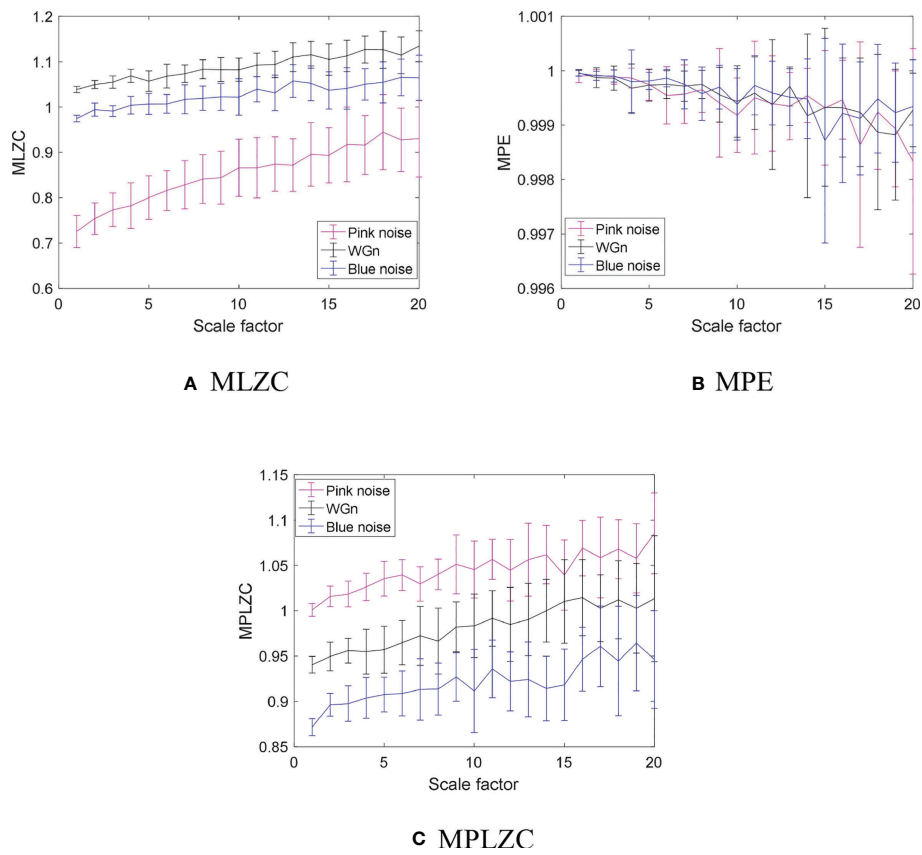 1.2
1.1
1
0.9
0.8
0.7
0.6
MLZC
0
5
10
15
20
Scale factor
Pink noise
WGn
Blue noise
A MLZC
1.001
1
0.999
0.998
0.997
0.996
MPE
0
5
10
15
20
Scale factor
Pink noise
WGn
Blue noise
B MPE
1.15
1.1
1.05
1
0.95
0.9
0.85
MPLZC
0
5
10
15
20
Scale factor
Pink noise
WGn
Blue noise
C MPLZC